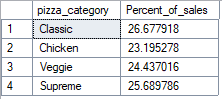 pizza_category Percent_of_sales
1 Classic 26.677918
2 Chicken 23.195278
3 Veggie 24.437016
4 Supreme 25.689786